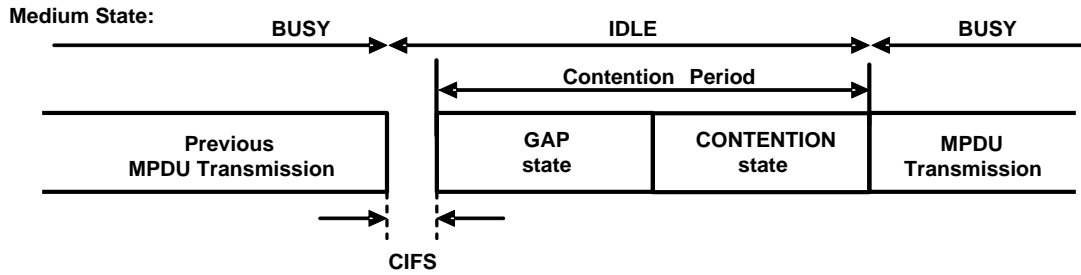 Medium State:
BUSY
IDLE
BUSY
Contention Period
Previous
MPDU Transmission
GAP
state
CONTENTION
state
MPDU
Transmission
CIFS